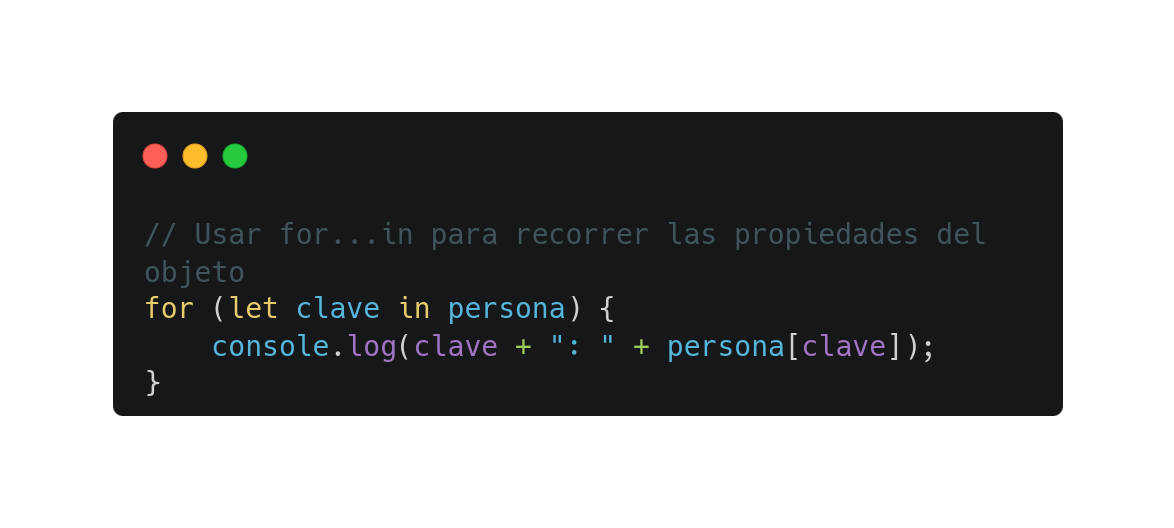 // Usar for...in para recorrer las propiedades del
objeto
for (let clave in persona) {
    console.log(clave + ": " + persona[clave]);
}